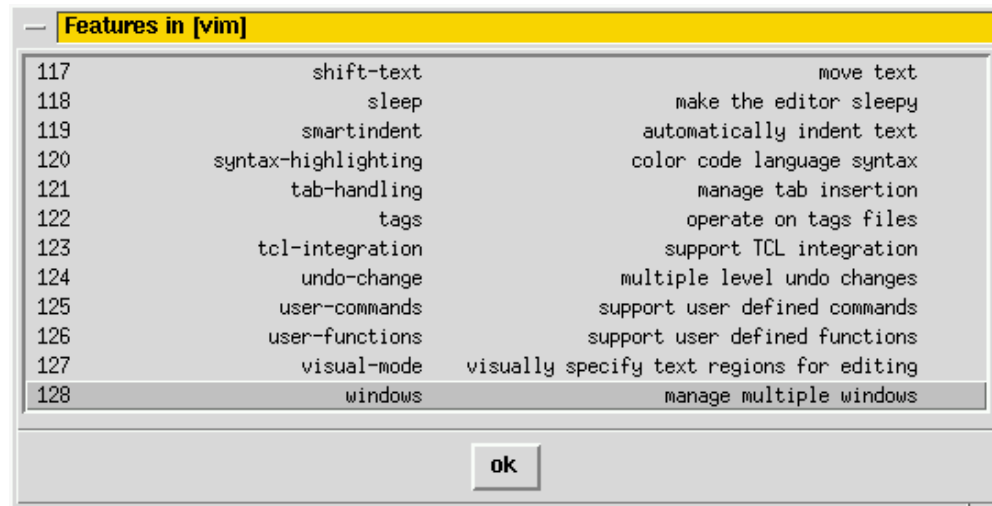 Features in [vim]
117 shift-text move text
118 sleep make the editor sleepy
119 smartindent automatically indent text
120 syntax-highlighting color code language syntax
121 tab-handling manage tab insertion
122 tags operate on tags files
123 tcl-integration support TCL integration
124 undo-change multiple level undo changes
125 user-commands support user defined commands
126 user-functions support user defined functions
127 visual-mode visually specify text regions for editing
128 windows manage multiple windows
ok